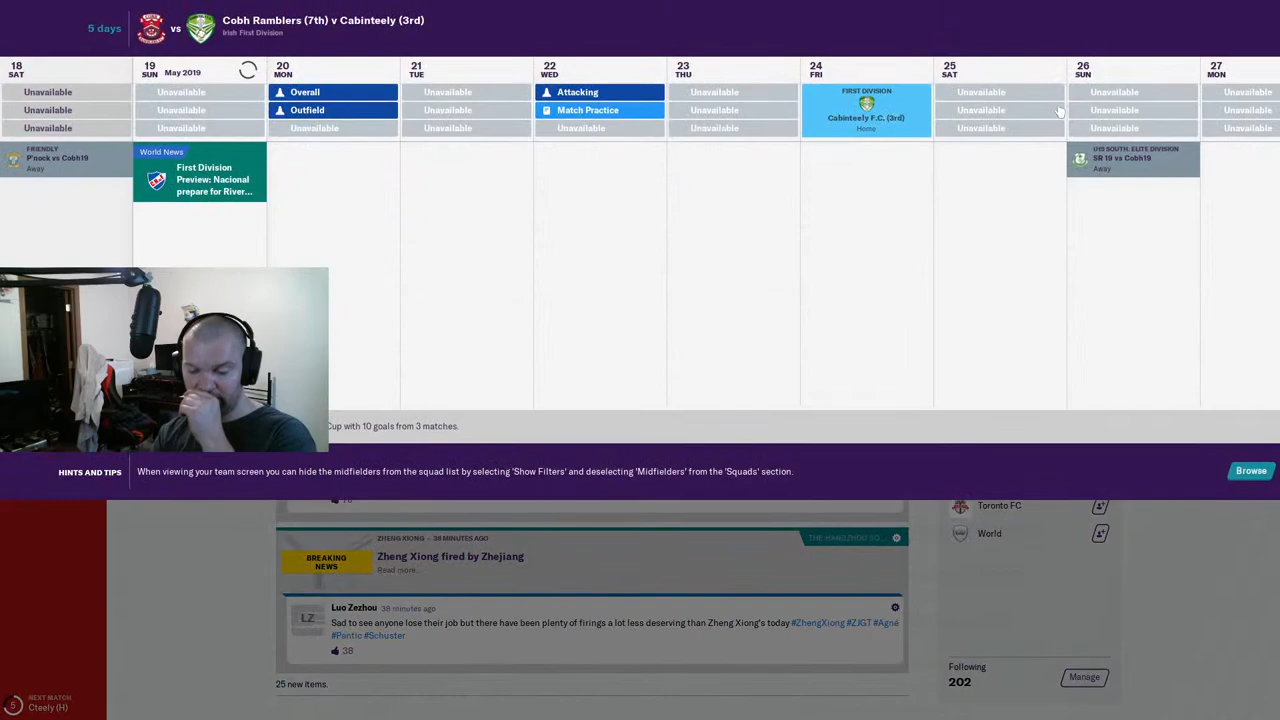 5 days
vs
Cobh Ramblers (7th) v Cabinteely (3rd)
Irish First Division
18
SAT
19
SUN May 2019
20
MON
21
TUE
22
WED
23
THU
24
FRI
25
SAT
26
SUN
27
MON
Unavailable
Unavailable
Overall
Unavailable
Attacking
Unavailable
FIRST DIVISION
Cabinteely F.C. (3rd)
Home
Unavailable
Unavailable
Unavailable
Unavailable
Unavailable
Outfield
Unavailable
Match Practice
Unavailable
Unavailable
Unavailable
Unavailable
Unavailable
Unavailable
Unavailable
Unavailable
Unavailable
Unavailable
Unavailable
Unavailable
Unavailable
FRIENDLY
P'nock vs Cobh19
Away
World News
First Division
Preview: Nacional
prepare for River...
U19 SOUTH. ELITE DIVISION
SR 19 vs Cobh19
Away
Cup with 10 goals from 3 matches.
HINTS AND TIPS
When viewing your team screen you can hide the midfielders from the squad list by selecting 'Show Filters' and deselecting 'Midfielders' from the 'Squads' section.
Browse
Toronto FC
World
ZHENG XIONG – 38 MINUTES AGO
THE HANGZHOU SO...
BREAKING
NEWS
Zheng Xiong fired by Zhejiang
Read more...
LZ
Luo Zezhou 38 minutes ago
Sad to see anyone lose their job but there have been plenty of firings a lot less deserving than Zheng Xiong's today #ZhengXiong #ZJGT #Agné
#Pantic #Schuster
38
25 new items.
Following
202
Manage
5
NEXT MATCH
Cteely (H)